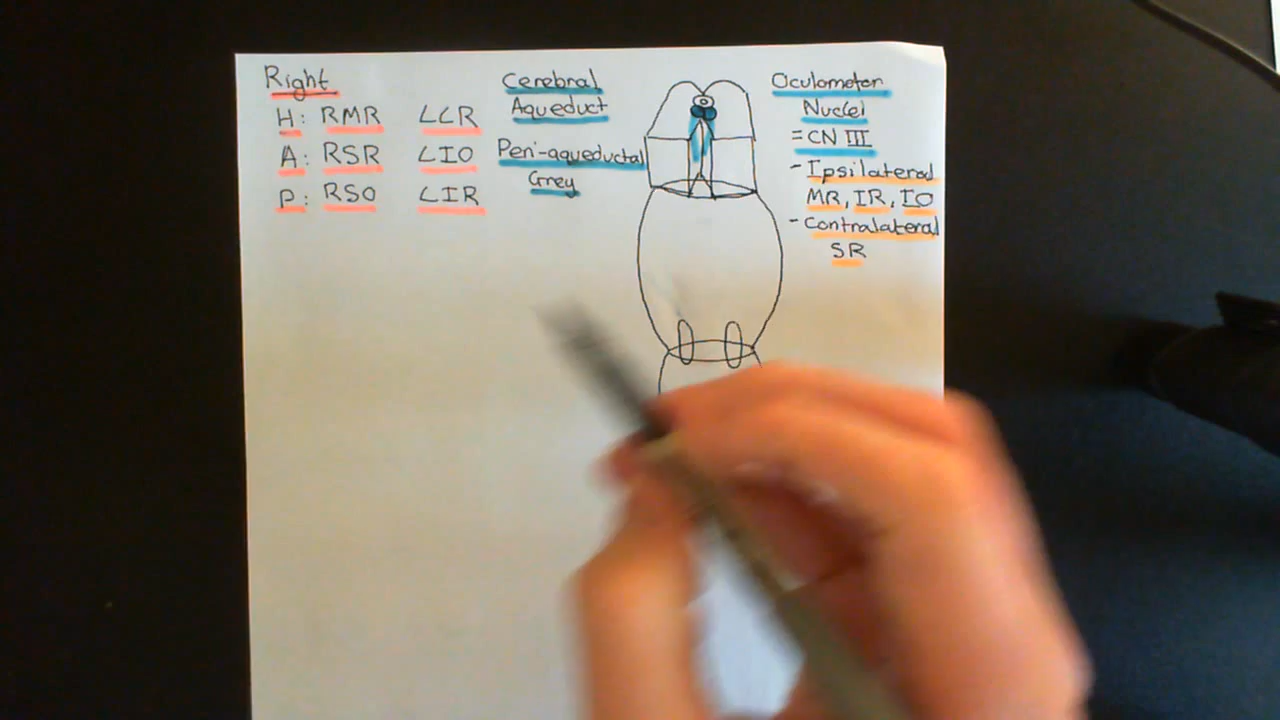 Right
H: RMR LLR
A: RSR LIO
P: RSO LIR
Cerebral
Aqueduct
Peri-aqueductal
Grey
Oculomotor
Nuclei
= CN III
- Ipsilateral
MR, IR, IO
- Contralateral
SR